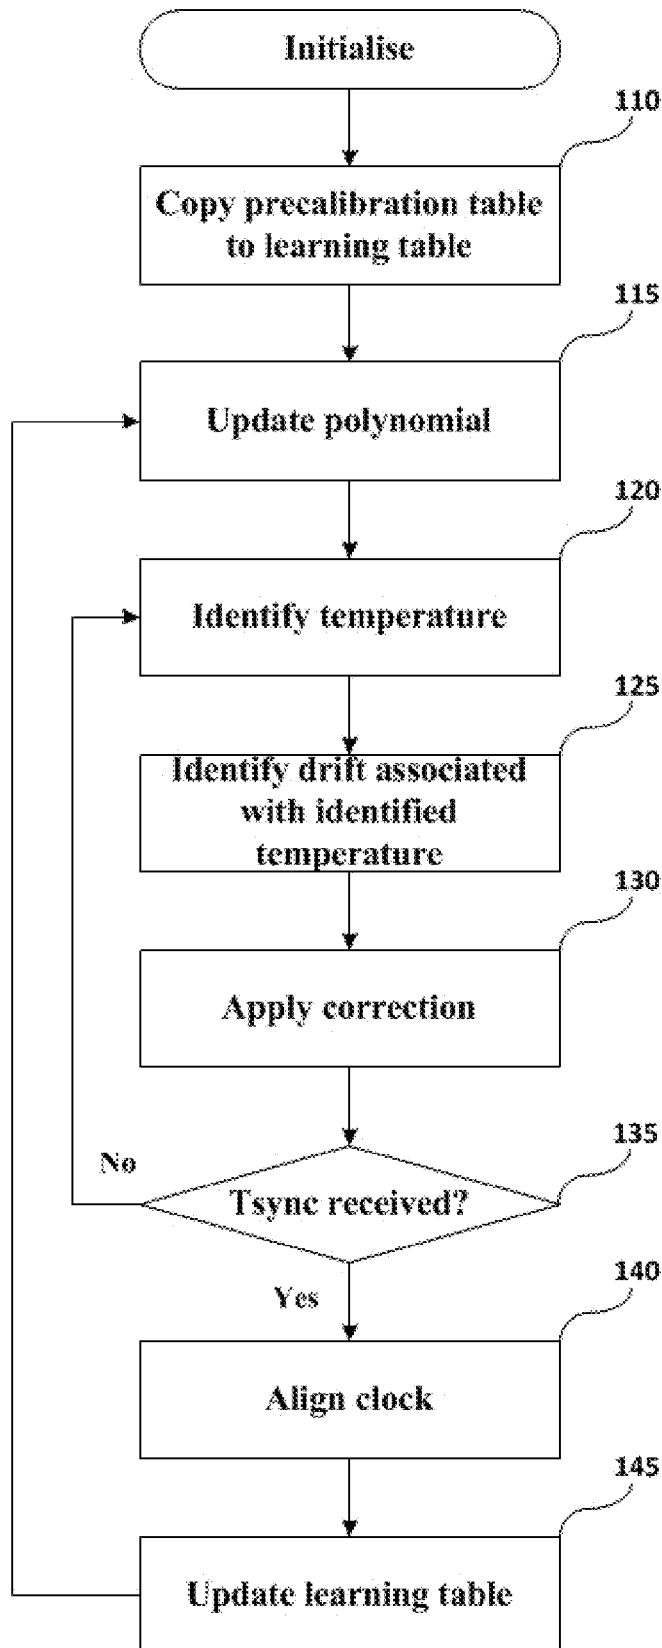 Initialise
110
Copy precalibration table
to learning table
115
Update polynomial
120
Identify temperature
125
Identify drift associated
with identified
temperature
130
Apply correction
135
No
Tsync received?
Yes
140
Align clock
145
Update learning table